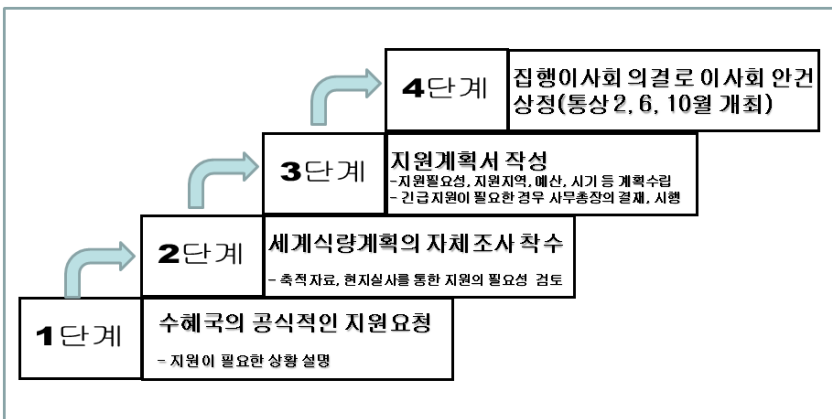 4단계
집행이사회 의결로 이사회 안건
상정(통상 2, 6, 10월 개최)
3단계
지원계획서 작성
-지원필요성, 지원지역, 예산, 시기 등 계획수립
- 긴급지원이 필요한 경우 사무총장의 결재, 시행
2단계
세계식량계획의 자체조사 착수
- 축적자료, 현지실사를 통한 지원의 필요성 검토
1단계
수혜국의 공식적인 지원요청
- 지원이 필요한 상황 설명